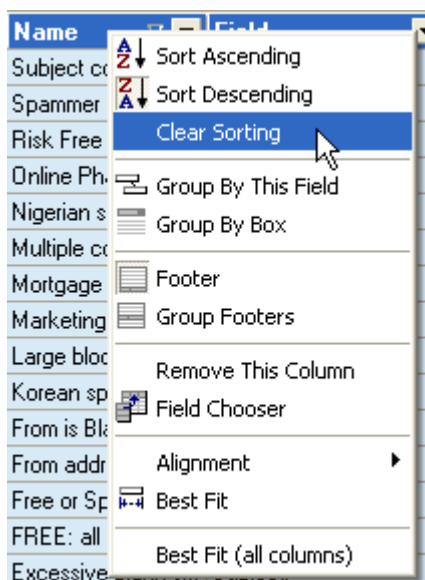 Name Field
Subject co
Sort Ascending
Spammer
Sort Descending
Risk Free
Clear Sorting
Online Ph
Group By This Field
Nigerian s
Group By Box
Multiple co
Mortgage
Footer
Marketing
Group Footers
Large bloc
Remove This Column
Korean sp
Field Chooser
From is Bla
From addr
Alignment
Free or Sp
Best Fit
FREE: all
Best Fit (all columns)
Excessive